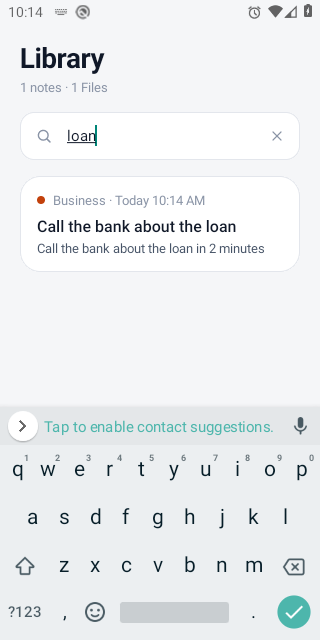 10:14
Library
1 notes · 1 Files
loan
Business · Today 10:14 AM
Call the bank about the loan
Call the bank about the loan in 2 minutes
Tap to enable contact suggestions.
1 2 3 4 5 6 7 8 9 0
q w e r t y u i o p
a s d f g h j k l
z x c v b n m
?123 , .